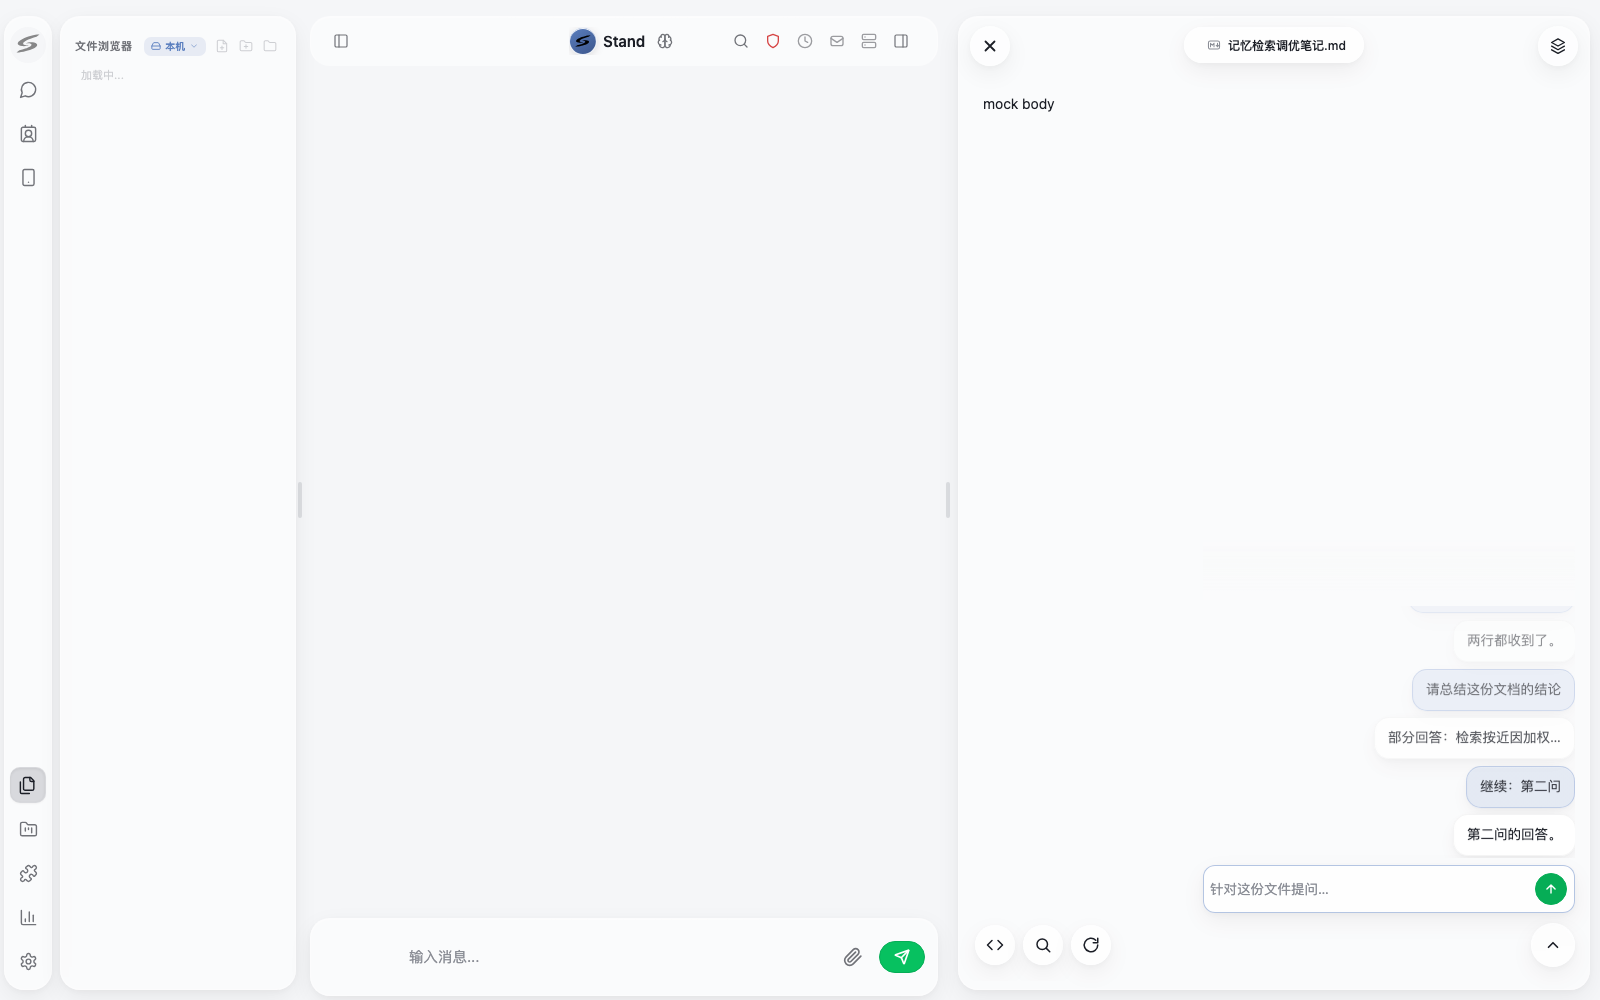 文件浏览器
本机
加载中...
Stand
输入消息...
记忆检索调优笔记.md
mock body
两行都收到了。
请总结这份文档的结论
部分回答：检索按近因加权...
继续：第二问
第二问的回答。
针对这份文件提问...